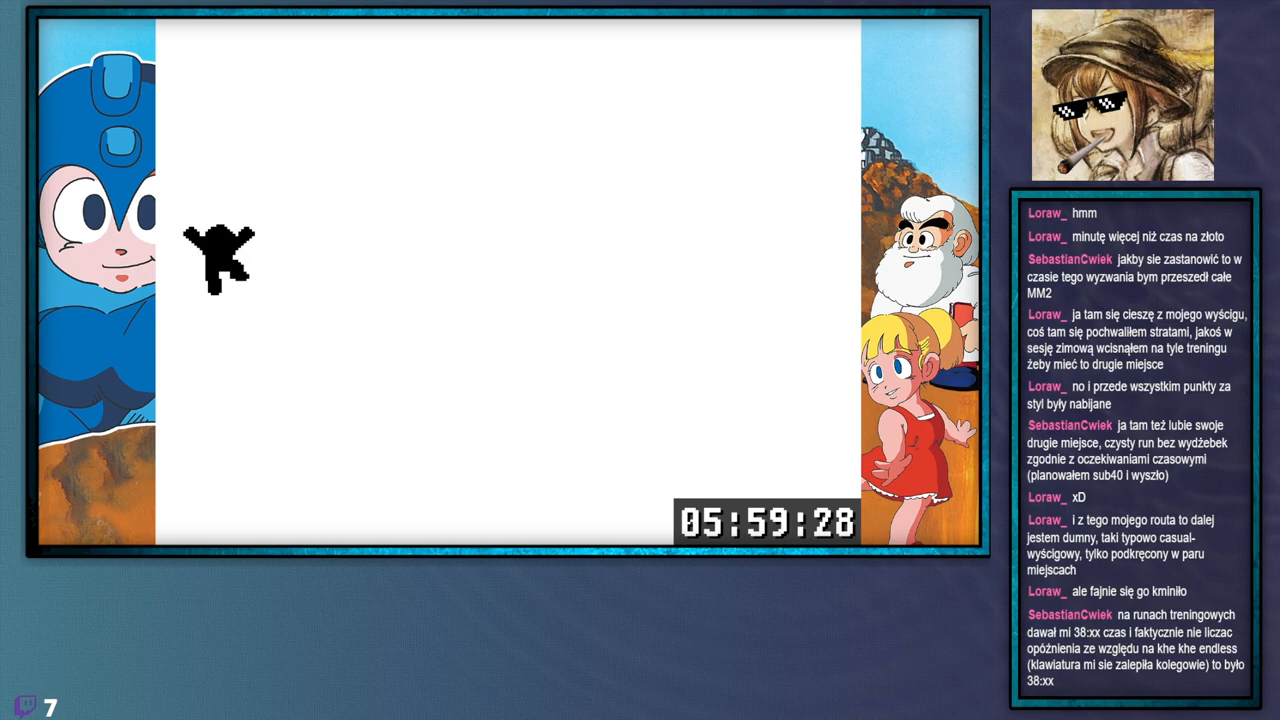 05:59:28
Loraw_ hmm
Loraw_ minutę więcej niż czas na złoto
SebastianCwiek jakby sie zastanowić to w
czasie tego wyzwania bym przeszedł całe
MM2
Loraw_ ja tam się cieszę z mojego wyścigu,
coś tam się pochwaliłem stratami, jakoś w
sesję zimową wcisnąłem na tyle treningu
żeby mieć to drugie miejsce
Loraw_ no i przede wszystkim punkty za
styl były nabijane
SebastianCwiek ja tam też lubie swoje
drugie miejsce, czysty run bez wydżebek
zgodnie z oczekiwaniami czasowymi
(planowałem sub40 i wyszło)
Loraw_ xD
Loraw_ i z tego mojego routa to dalej
jestem dumny, taki typowo casual-
wyścigowy, tylko podkręcony w paru
miejscach
Loraw_ ale fajnie się go kminiło
SebastianCwiek na runach treningowych
dawał mi 38:xx czas i faktycznie nie liczac
opóźnienia ze względu na khe khe endless
(klawiatura mi sie zalepiła kolegowie) to było
38:xx
7